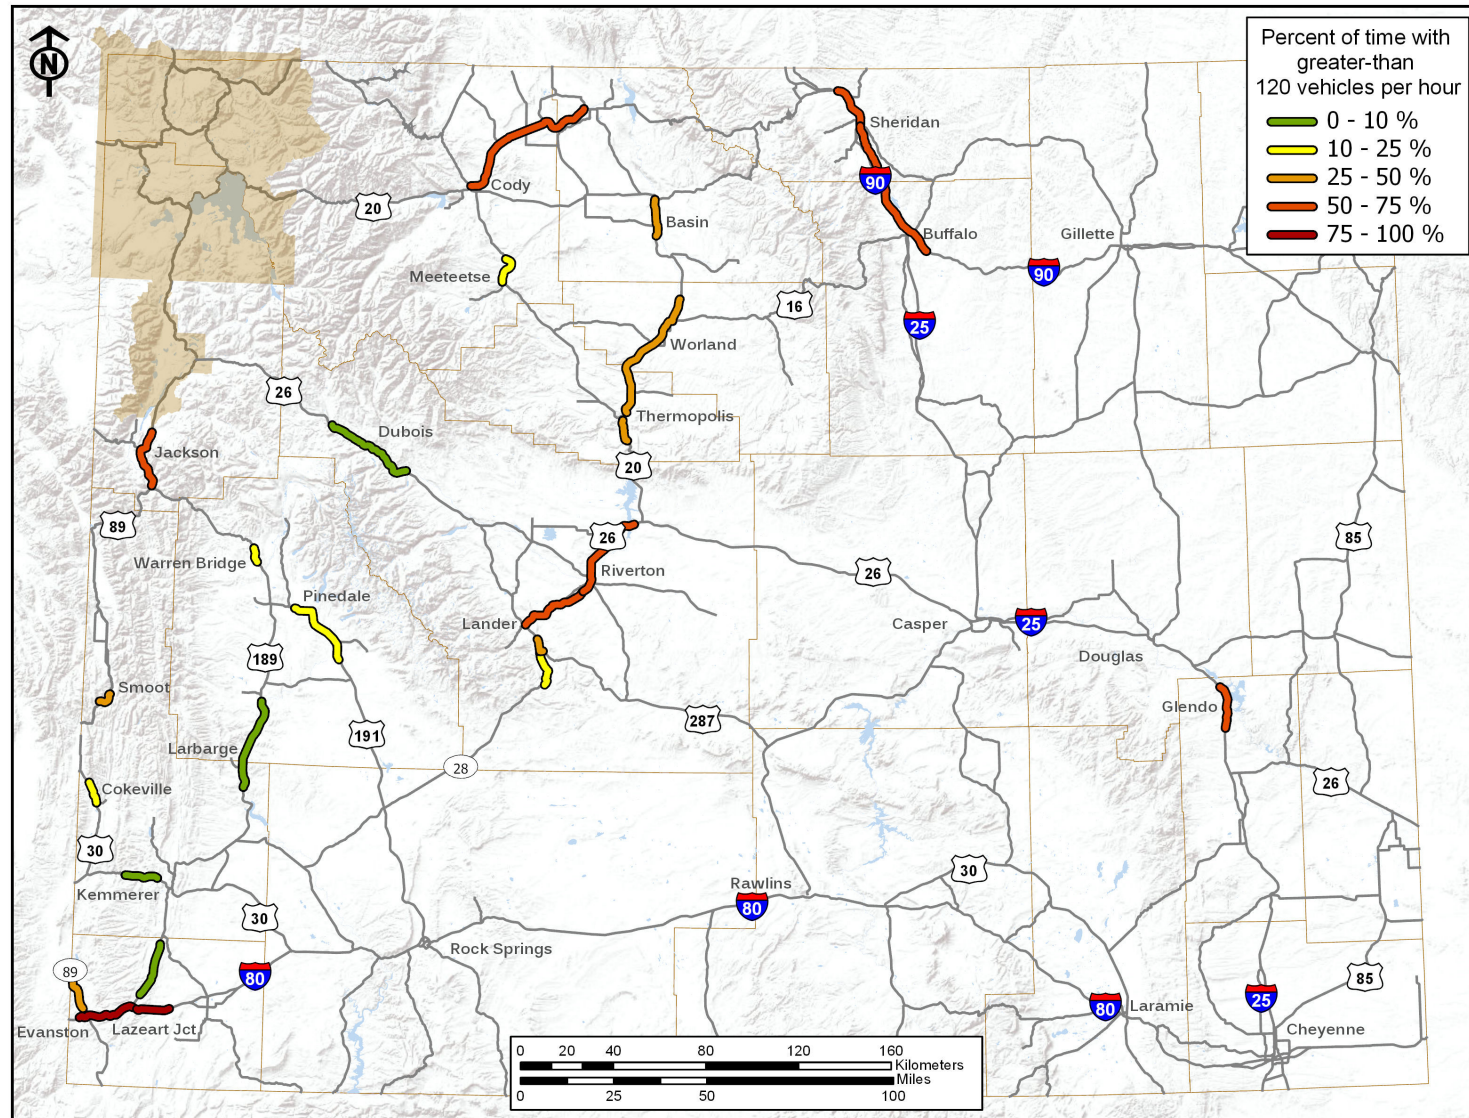 N
Percent of time with
greater-than
120 vehicles per hour
0 - 10 %
10 - 25 %
25 - 50 %
50 - 75 %
75 - 100 %
Sheridan
90
Cody
20
Basin
Buffalo
Gillette
Meeteetse
90
16
25
Worland
26
Thermopolis
Dubois
Jackson
20
89
26
85
Warren Bridge
Riverton
26
Pinedale
Lander
Casper
25
Douglas
189
Smoot
Glendo
287
191
Larbarge
28
Cokeville
26
30
30
Rawlins
Kemmerer
80
30
Rock Springs
89
80
85
25
80
Laramie
Evanston
Lazeart Jct.
Cheyenne
0 20 40 80 120 160
Kilometers
Miles
0 25 50 100